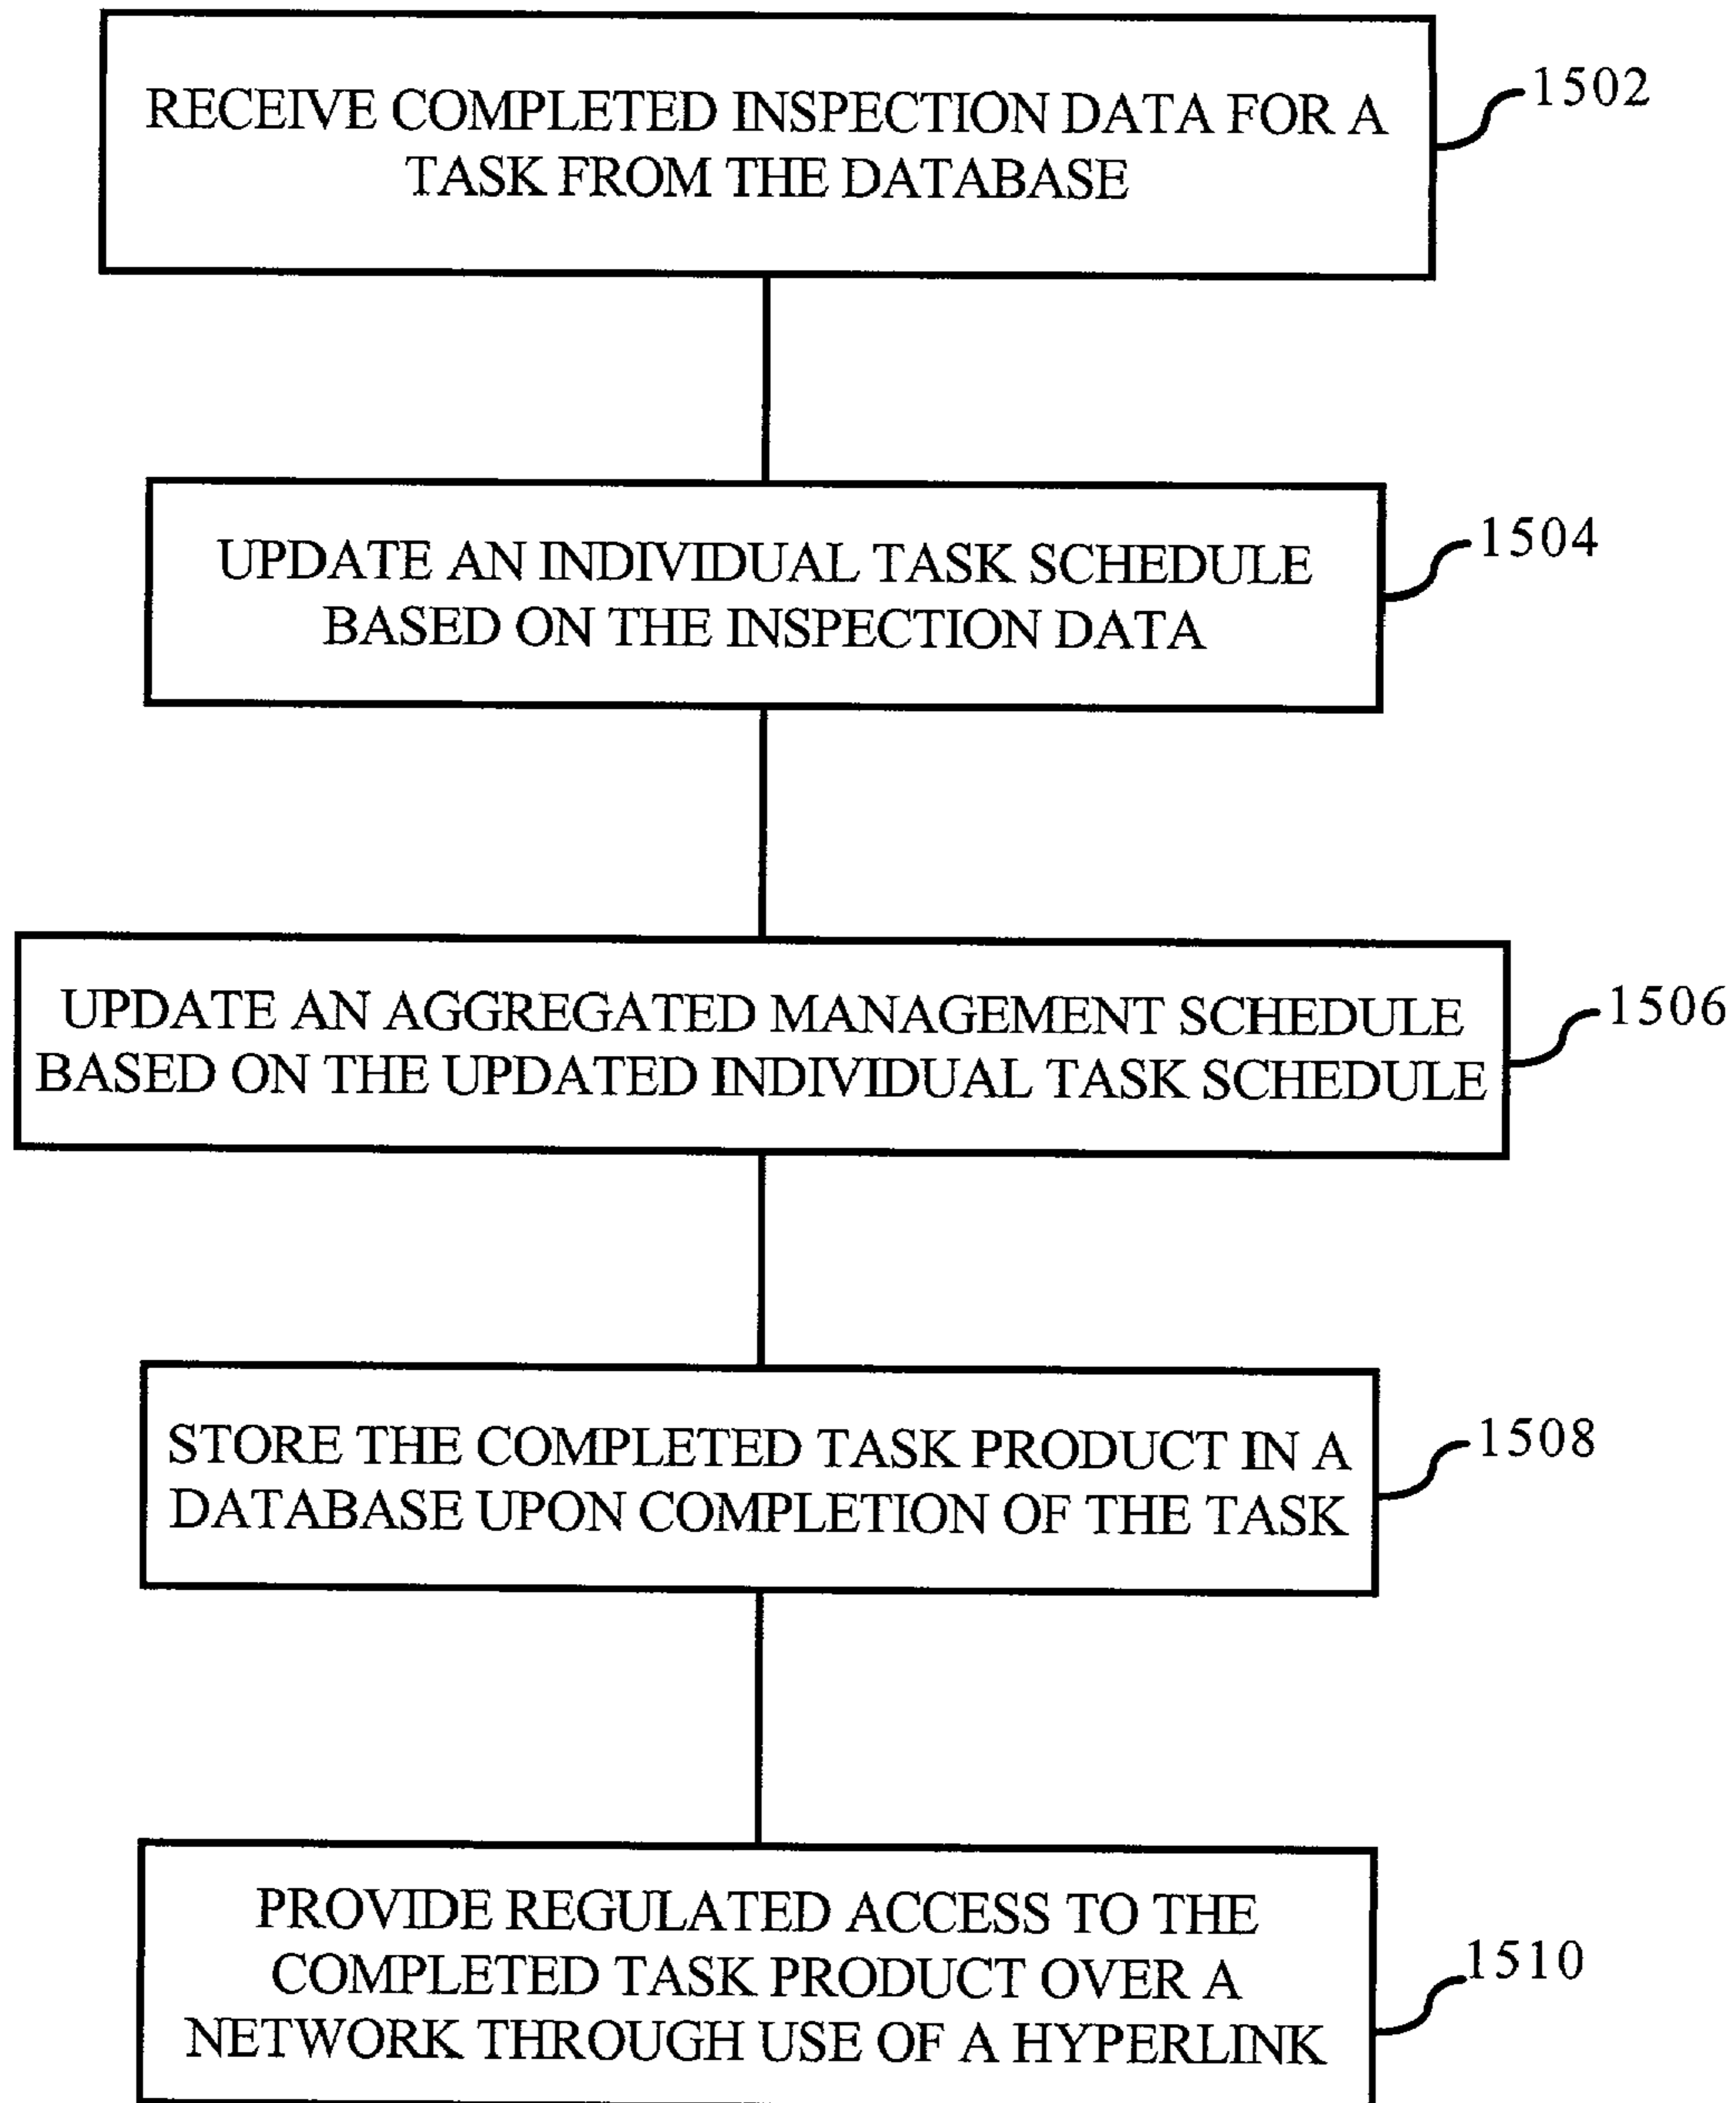 RECEIVE COMPLETED INSPECTION DATA FOR A
TASK FROM THE DATABASE
1502
UPDATE AN INDIVIDUAL TASK SCHEDULE
BASED ON THE INSPECTION DATA
1504
UPDATE AN AGGREGATED MANAGEMENT SCHEDULE
BASED ON THE UPDATED INDIVIDUAL TASK SCHEDULE
1506
STORE THE COMPLETED TASK PRODUCT IN A
DATABASE UPON COMPLETION OF THE TASK
1508
PROVIDE REGULATED ACCESS TO THE
COMPLETED TASK PRODUCT OVER A
NETWORK THROUGH USE OF A HYPERLINK
1510